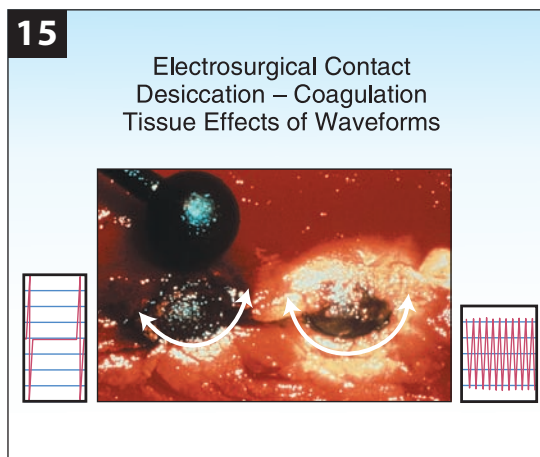 15
Electrosurgical Contact
Desiccation – Coagulation
Tissue Effects of Waveforms